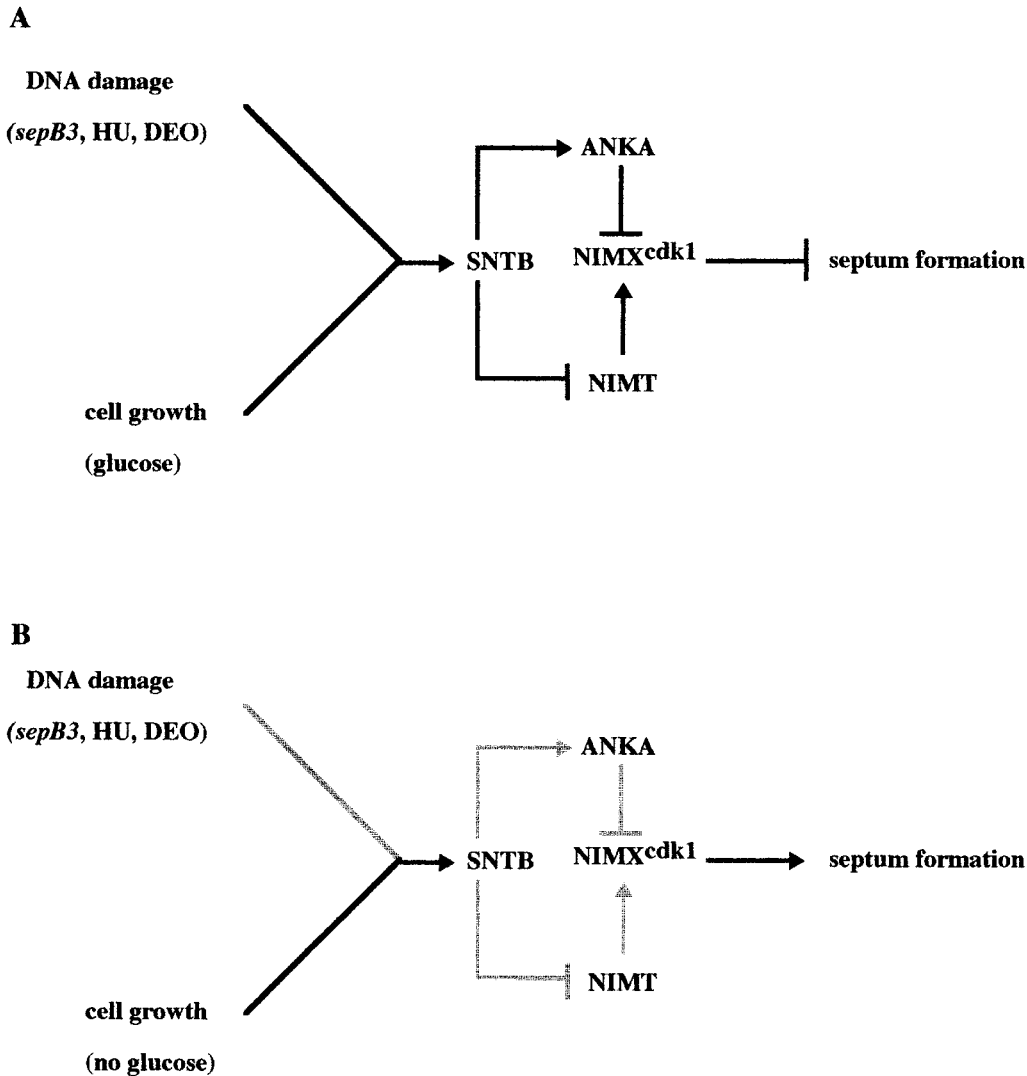 A
DNA damage
(sepB3, HU, DEO)
ANKA
SNTB
NIMXcdk1
septum formation
NIMT
cell growth
(glucose)
B
DNA damage
(sepB3, HU, DEO)
ANKA
SNTB
NIMXcdk1
septum formation
NIMT
cell growth
(no glucose)